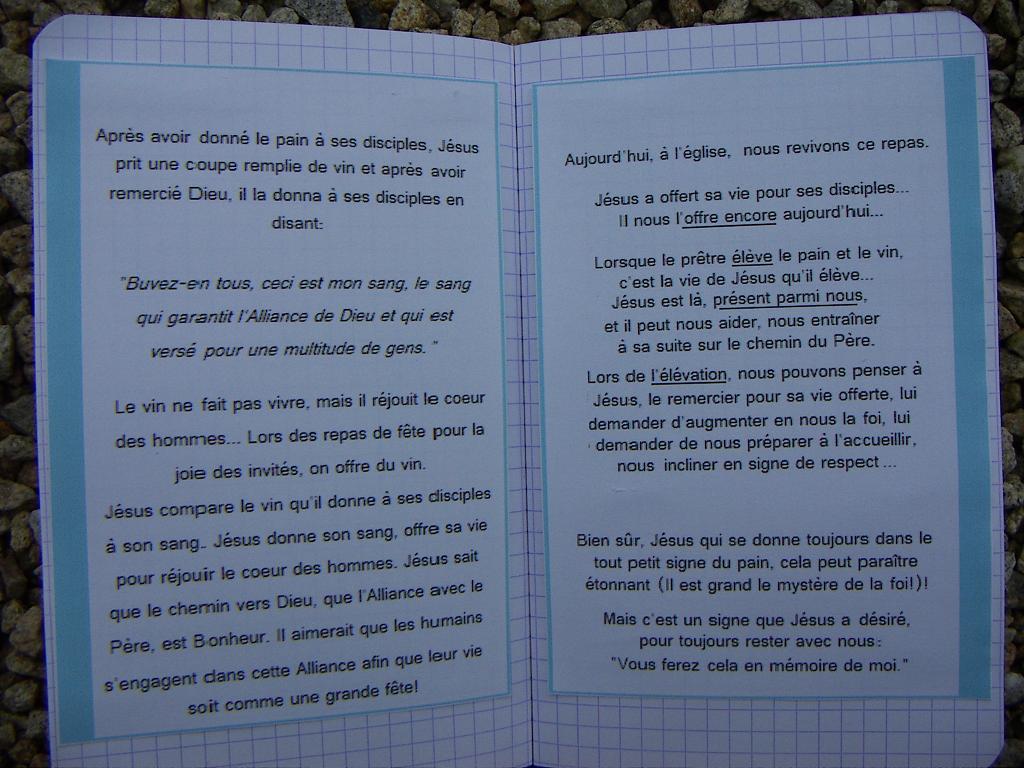 Après avoir donné le pain à ses disciples, Jésus
prit une coupe remplie de vin et après avoir
remercié Dieu, il la donna à ses disciples en
disant:
"Buvez-en tous, ceci est mon sang, le sang
qui garantit l'Alliance de Dieu et qui est
versé pour une multitude de gens."
Le vin ne fait pas vivre, mais il réjouit le coeur
des hommes... Lors des repas de fête pour la
joie des invités, on offre du vin.
Jésus compare le vin qu'il donne à ses disciples
à son sang.. Jésus donne son sang, offre sa vie
pour réjouir le coeur des hommes. Jésus sait
que le chemin vers Dieu, que l'Alliance avec le
Père, est Bonheur. Il aimerait que les humains
s'engagent dans cette Alliance afin que leur vie
soit comme une grande fête!
Aujourd'hui, à l'église, nous revivons ce repas.
Jésus a offert sa vie pour ses disciples...
Il nous l'offre encore aujourd'hui...
Lorsque le prêtre élève le pain et le vin,
c'est la vie de Jésus qu'il élève...
Jésus est là, présent parmi nous,
et il peut nous aider, nous entraîner
à sa suite sur le chemin du Père.
Lors de l'élévation, nous pouvons penser à
Jésus, le remercier pour sa vie offerte, lui
demander d'augmenter en nous la foi, lui
demander de nous préparer à l'accueillir,
nous incliner en signe de respect ...
Bien sûr, Jésus qui se donne toujours dans le
tout petit signe du pain, cela peut paraître
étonnant (Il est grand le mystère de la foi!)!
Mais c'est un signe que Jésus a désiré,
pour toujours rester avec nous:
"Vous ferez cela en mémoire de moi."